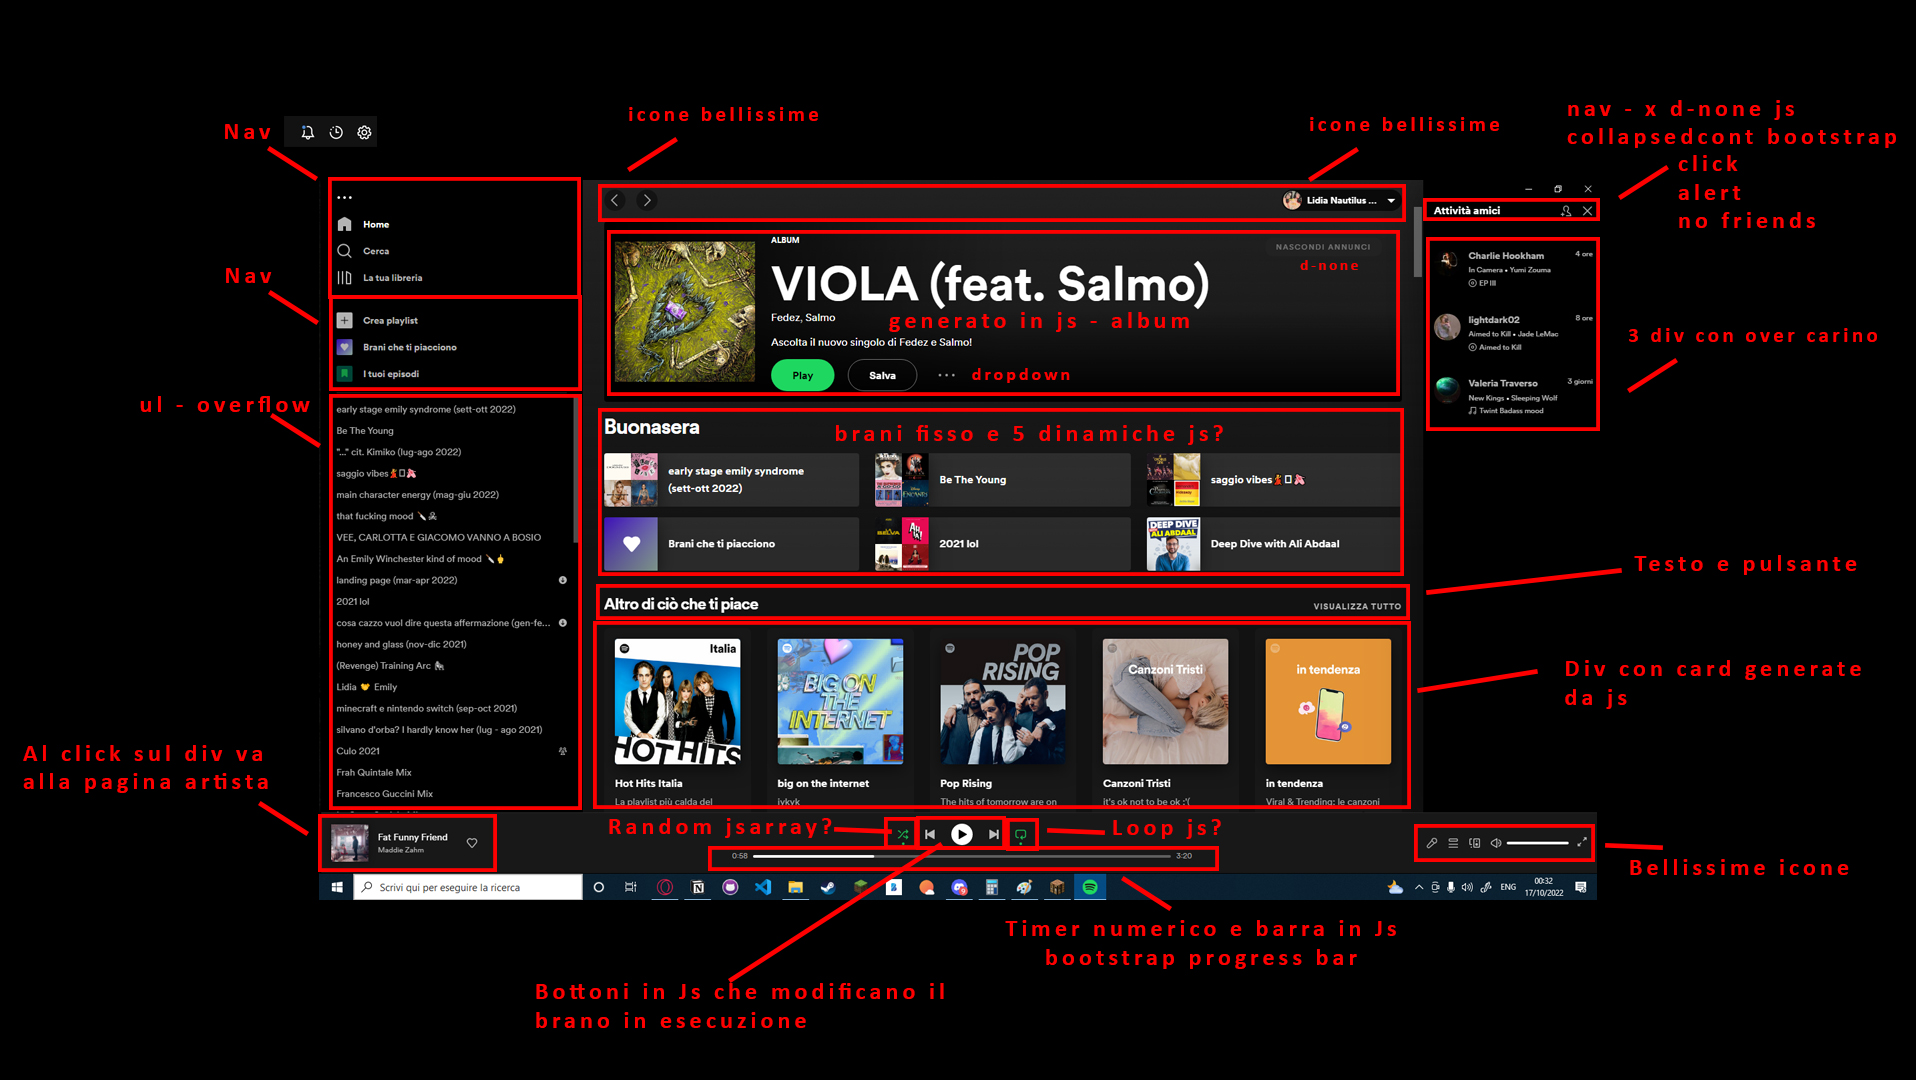 icone bellissime
icone bellissime
nav - x d-none js
collapsedcont bootstrap
click
alert
no friends
Nav
Nav
ul - overflow
Home
Cerca
La tua libreria
Crea playlist
Brani che ti piacciono
I tuoi episodi
early stage emily syndrome (sett-ott 2022)
Be The Young
"..." cit. Kimiko (lug-ago 2022)
saggio vibes
main character energy (mag-giu 2022)
that fucking mood
VEE, CARLOTTA E GIACOMO VANNO A BOSIO
An Emily Winchester kind of mood
landing page (mar-apr 2022)
2021 lol
cosa cazzo vuol dire questa affermazione (gen-fe...
honey and glass (nov-dic 2021)
(Revenge) Training Arc
Lidia 💛 Emily
minecraft e nintendo switch (sep-oct 2021)
silvano d'orba? I hardly know her (lug - ago 2021)
Culo 2021
Frah Quintale Mix
Francesco Guccini Mix
Lidia Nautilus ...
ALBUM
NASCONDI ANNUNCI
d-none
VIOLA (feat. Salmo)
Fedez, Salmo
generato in js - album
Ascolta il nuovo singolo di Fedez e Salmo!
Play
Salva
dropdown
Buonasera
brani fisso e 5 dinamiche js?
early stage emily syndrome
(sett-ott 2022)
Be The Young
saggio vibes
Brani che ti piacciono
2021 lol
DEEP DIVE
ALI ABDAAL
Deep Dive with Ali Abdaal
Altro di ciò che ti piace
VISUALIZZA TUTTO
Italia
HOT HITS
BIG ON
THE
INTERNET
POP
RISING
Canzoni Tristi
in tendenza
Hot Hits Italia
big on the internet
Pop Rising
Canzoni Tristi
in tendenza
La playlist più calda del
iykyk
The hits of tomorrow are on
it's ok not to be ok :'(
Viral & Trending: le canzoni
Attività amici
Charlie Hookham
4 ore
In Camera • Yumi Zouma
EP III
lightdark02
8 ore
Aimed to Kill • Jade LeMac
Aimed to Kill
Valeria Traverso
3 giorni
New Kings • Sleeping Wolf
Twint Badass mood
3 div con over carino
Testo e pulsante
Div con card generate
da js
Al click sul div va
alla pagina artista
Fat Funny Friend
Maddie Zahm
Random jsarray?
Loop js?
0:58
3:20
Bellissime icone
Scrivi qui per eseguire la ricerca
ENG
00:32
17/10/2022
Timer numerico e barra in Js
bootstrap progress bar
Bottoni in Js che modificano il
brano in esecuzione